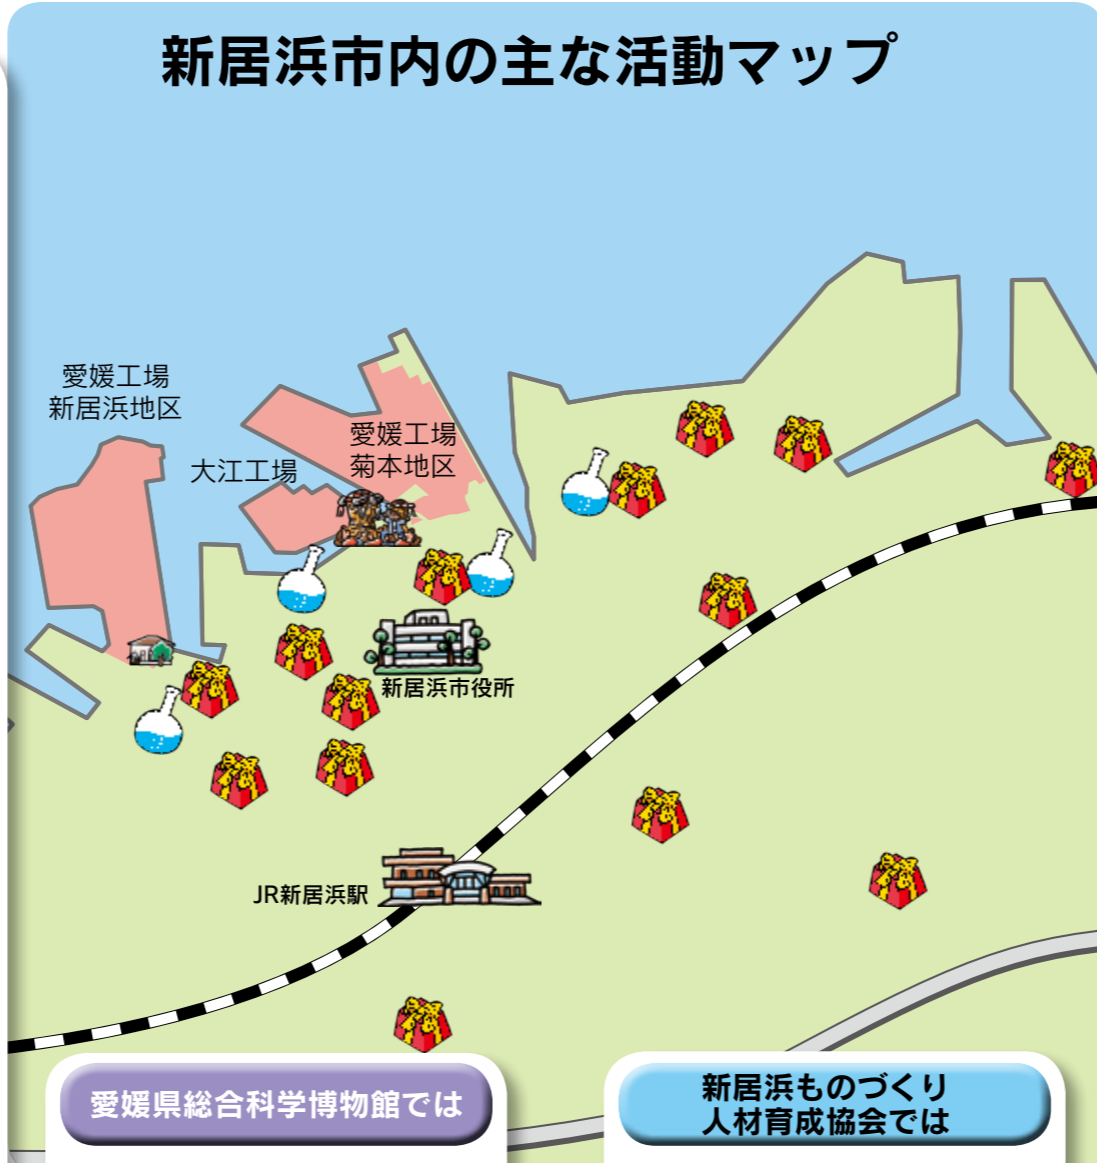 新居浜市内の主な活動マップ
愛媛工場
新居浜地区
大江工場
愛媛工場
菊本地区
新居浜市役所
JR新居浜駅
愛媛県総合科学博物館では
新居浜ものづくり
人材育成協会では